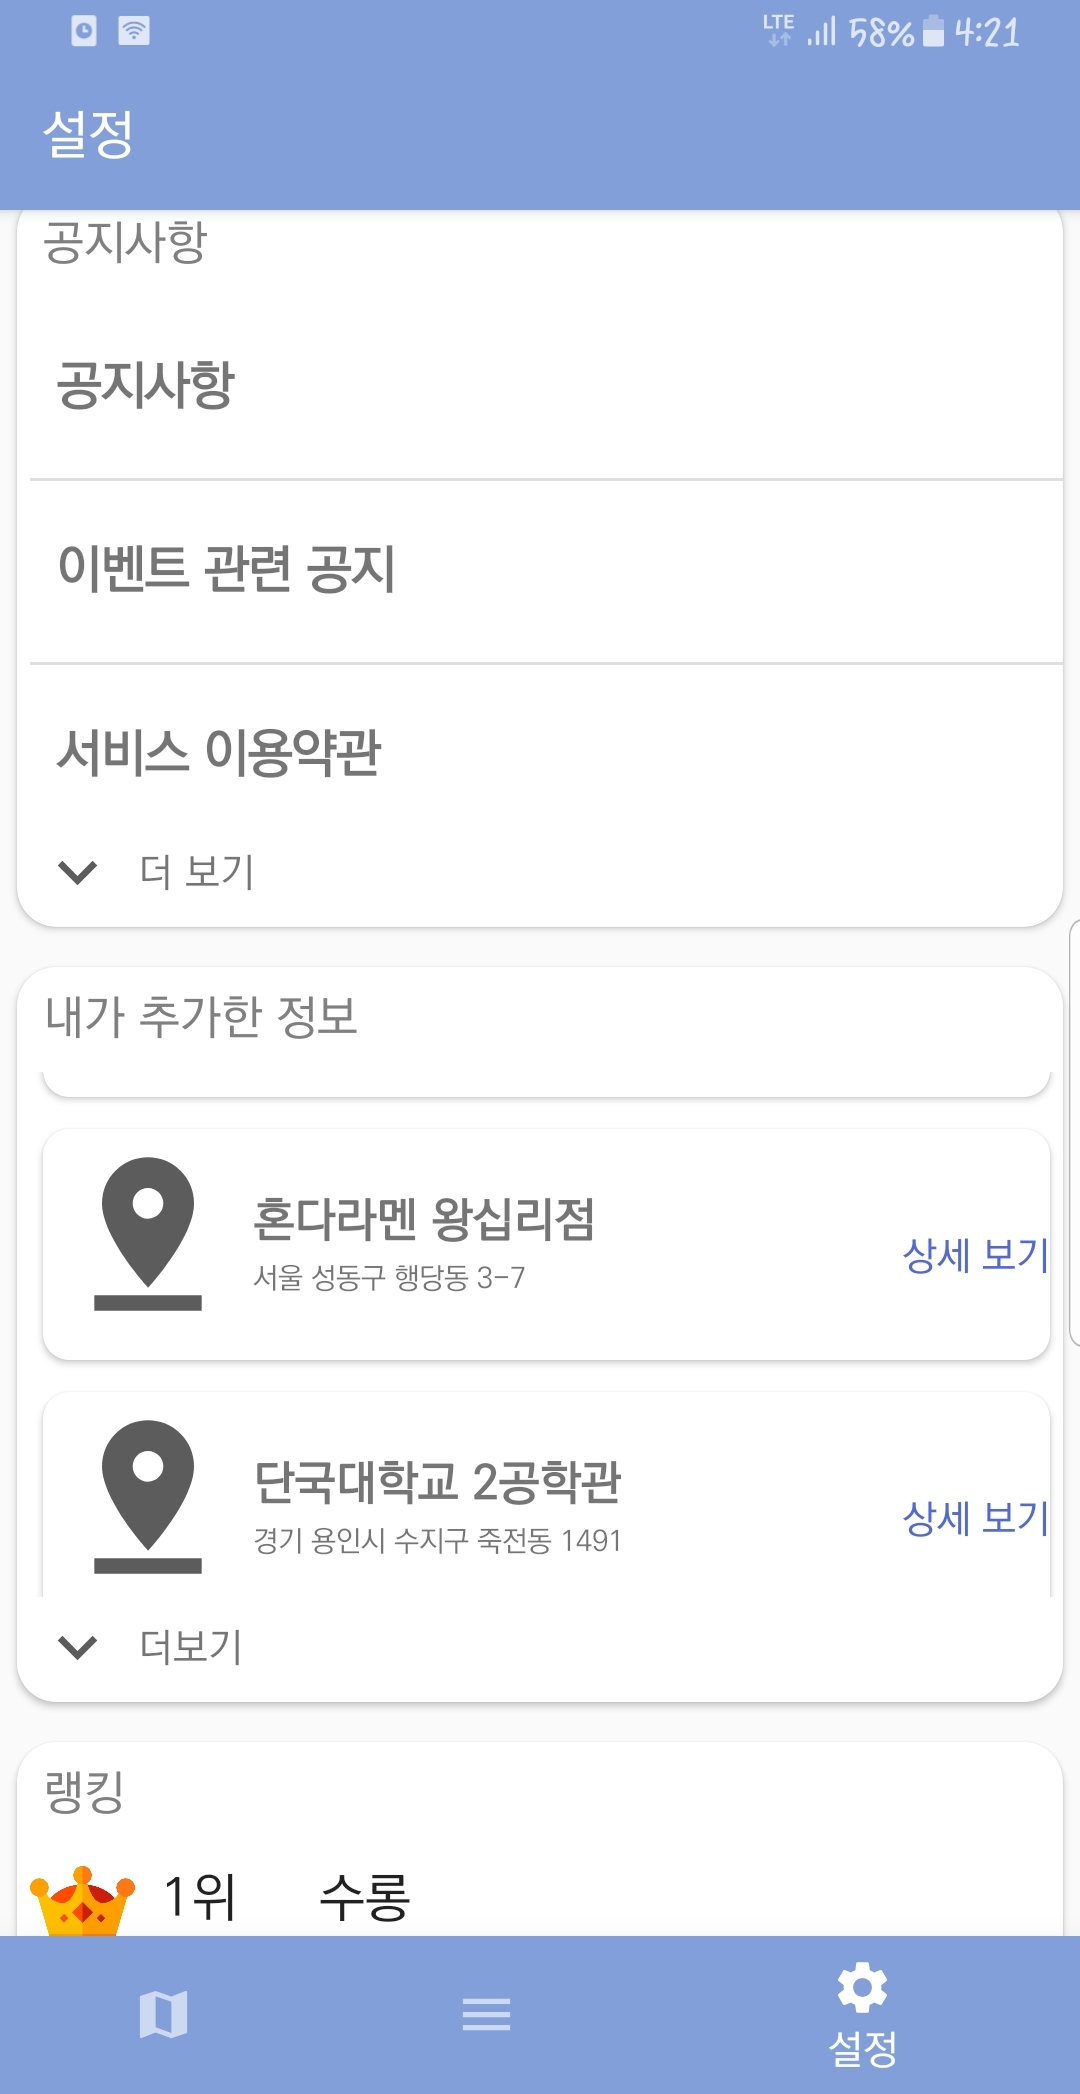 LTE 58% 4:21
설정
공지사항
공지사항
이벤트 관련 공지
서비스 이용약관
더 보기
내가 추가한 정보
혼다라멘 왕십리점
서울 성동구 행당동 3-7
상세 보기
단국대학교 2공학관
경기 용인시 수지구 죽전동 1491
상세 보기
더보기
랭킹
1위 수롱
설정